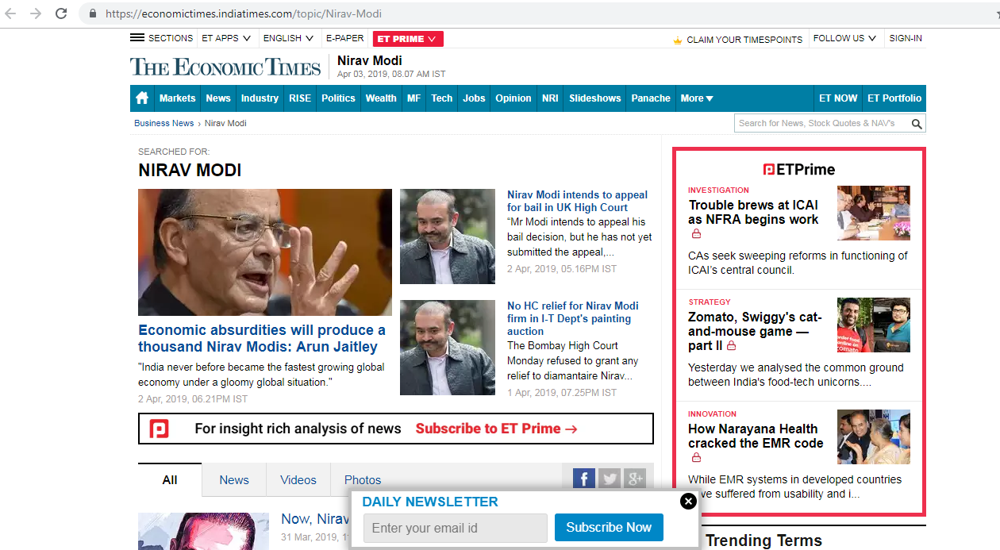 https://economictimes.indiatimes.com/topic/Nirav-Modi
SECTIONS ET APPS ENGLISH E-PAPER ET PRIME CLAIM YOUR TIMESPOINTS FOLLOW US SIGN-IN
THE ECONOMIC TIMES
Nirav Modi
Apr 03, 2019, 08.07 AM IST
Markets News Industry RISE Politics Wealth MF Tech Jobs Opinion NRI Slideshows Panache More ET NOW ET Portfolio
Business News › Nirav Modi
Search for News, Stock Quotes & NAV's
SEARCHED FOR:
NIRAV MODI
Economic absurdities will produce a
thousand Nirav Modis: Arun Jaitley
"India never before became the fastest growing global
economy under a gloomy global situation."
2 Apr, 2019, 06.21PM IST
Nirav Modi intends to appeal
for bail in UK High Court
“Mr Modi intends to appeal his
bail decision, but he has not yet
submitted the appeal,...
2 Apr, 2019, 05.16PM IST
No HC relief for Nirav Modi
firm in I-T Dept's painting
auction
The Bombay High Court
Monday refused to grant any
relief to diamantaire Nirav...
1 Apr, 2019, 07.25PM IST
For insight rich analysis of news Subscribe to ET Prime →
All News Videos Photos
f g+
Now, Nirav
31 Mar, 2019, 1
DAILY NEWSLETTER
Enter your email id
Subscribe Now
ETPrime
INVESTIGATION
Trouble brews at ICAI
as NFRA begins work
CAs seek sweeping reforms in functioning of
ICAI's central council.
STRATEGY
Zomato, Swiggy's cat-
and-mouse game —
part II
order food
online on
zomato
Yesterday we analysed the common ground
between India's food-tech unicorns....
INNOVATION
How Narayana Health
cracked the EMR code
While EMR systems in developed countries
ve suffered from usability and i...
Trending Terms